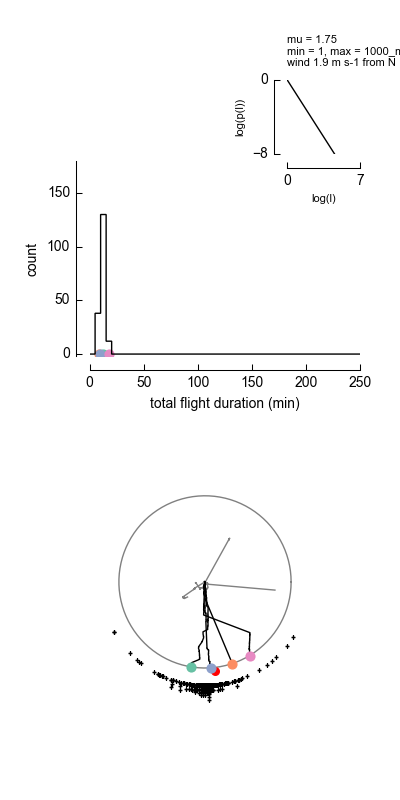 mu = 1.75
min = 1, max = 1000_m
wind 1.9 m s-1 from N
0
log(p(l))
−8
0
7
log(l)
150
100
50
0
count
0
50
100
150
200
250
total flight duration (min)